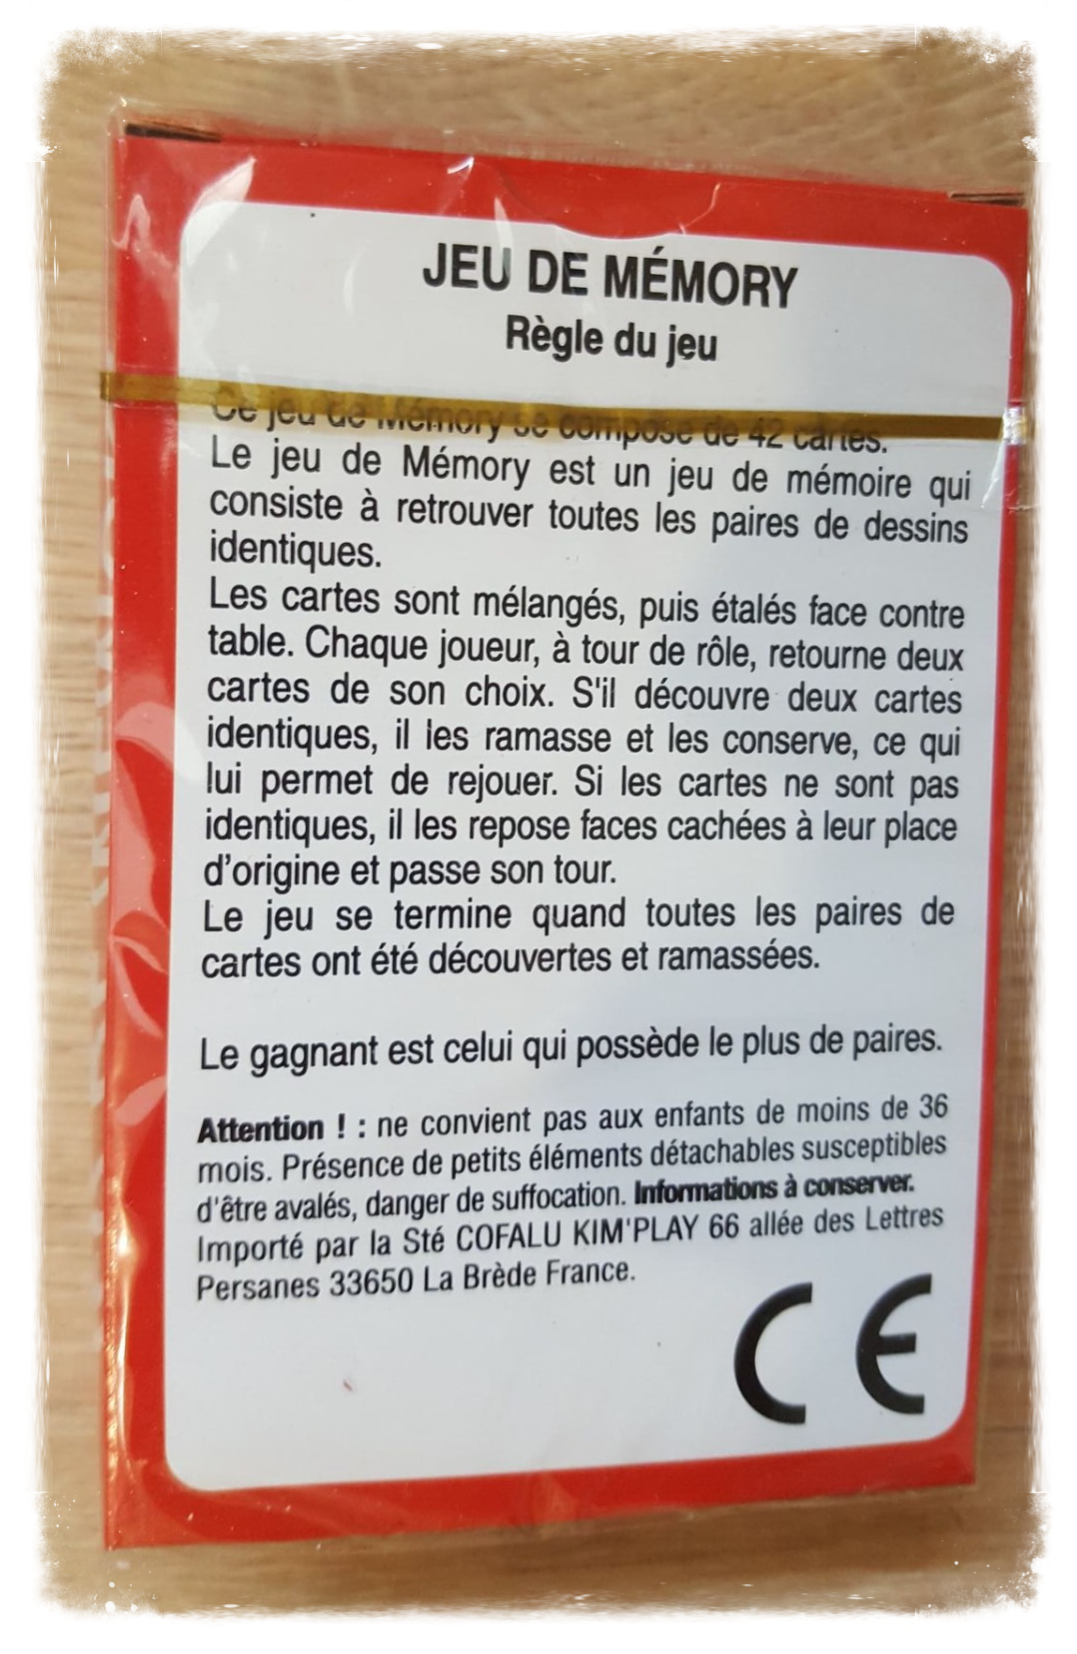 JEU DE MÉMORY
Règle du jeu
Ce jeu de Mémory se compose de 42 cartes.
Le jeu de Mémory est un jeu de mémoire qui
consiste à retrouver toutes les paires de dessins
identiques.
Les cartes sont mélangés, puis étalés face contre
table. Chaque joueur, à tour de rôle, retourne deux
cartes de son choix. S'il découvre deux cartes
identiques, il les ramasse et les conserve, ce qui
lui permet de rejouer. Si les cartes ne sont pas
identiques, il les repose faces cachées à leur place
d'origine et passe son tour.
Le jeu se termine quand toutes les paires de
cartes ont été découvertes et ramassées.
Le gagnant est celui qui possède le plus de paires.
Attention ! : ne convient pas aux enfants de moins de 36
mois. Présence de petits éléments détachables susceptibles
d'être avalés, danger de suffocation. Informations à conserver.
Importé par la Sté COFALU KIM'PLAY 66 allée des Lettres
Persanes 33650 La Brède France.
CE